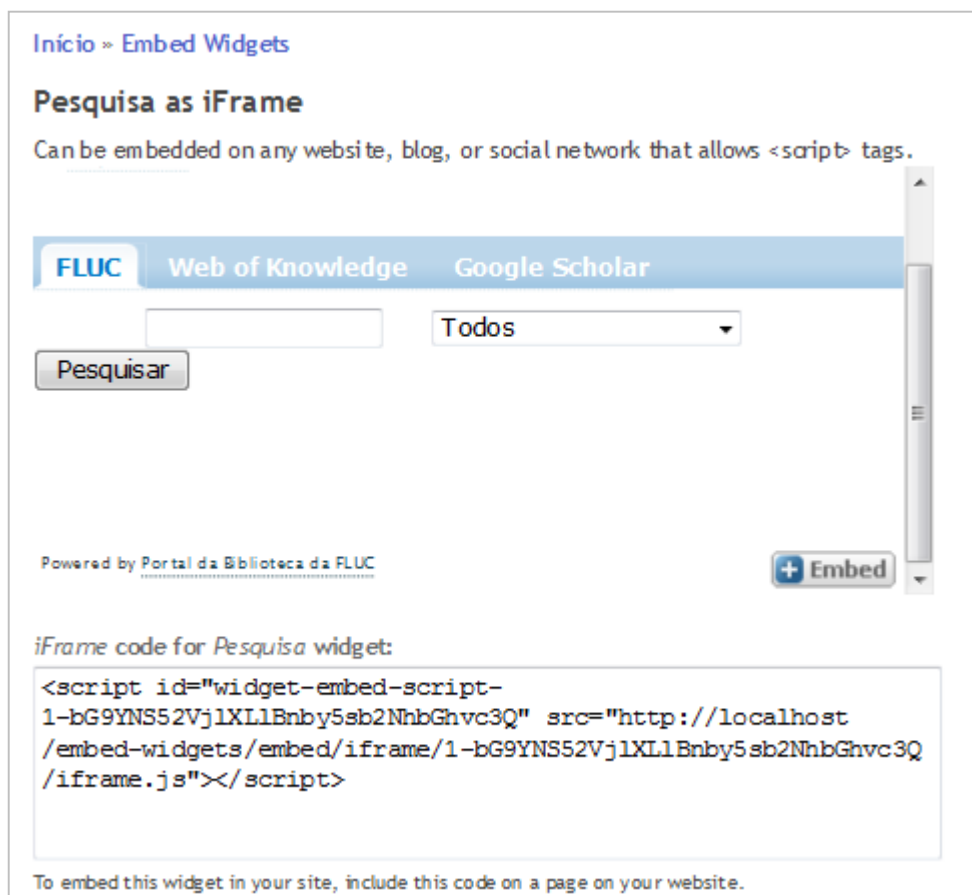 Início » Embed Widgets
Pesquisa as iFrame
Can be embedded on any website, blog, or social network that allows <script> tags.
FLUC Web of Knowledge Google Scholar
Todos
Pesquisar
Powered by Portal da Biblioteca da FLUC
Embed
iFrame code for Pesquisa widget:
<script id="widget-embed-script-
1-bG9YNS52VjlXLlBnby5sb2NhbGhvc3Q" src="http://localhost
/embed-widgets/embed/iframe/1-bG9YNS52VjlXLlBnby5sb2NhbGhvc3Q
/iframe.js"></script>
To embed this widget in your site, include this code on a page on your website.